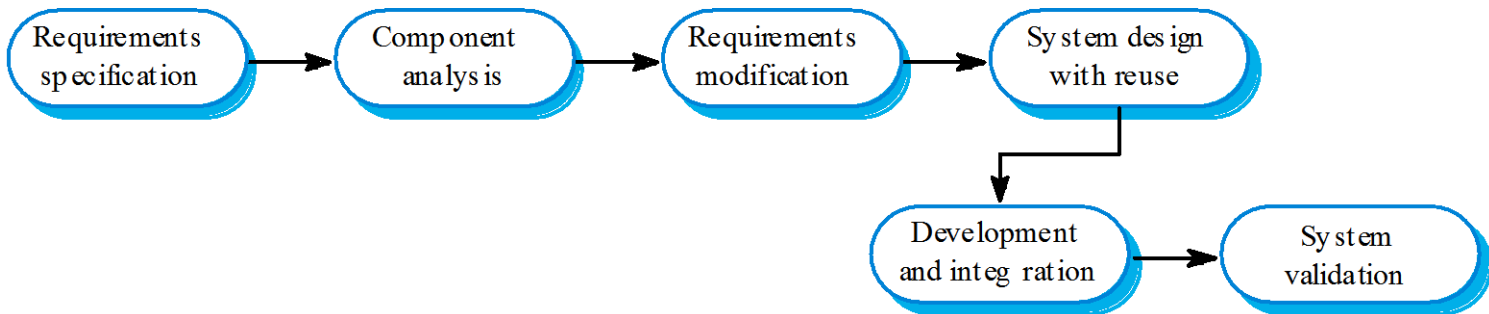 Requirements
specification
Component
analysis
Requirements
modification
System design
with reuse
Development
and integration
System
validation